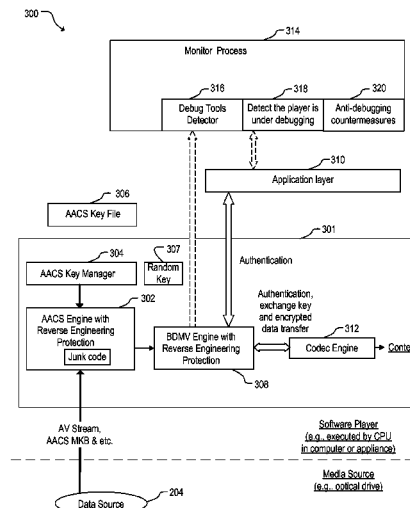 300
314
Monitor Process
316
318
320
Debug Tools
Detector
Detect the player is
under debugging
Anti-debugging
countermeasures
310
Application layer
306
AACS Key File
301
304
AACS Key Manager
307
Random
Key
Authentication
302
AACS Engine with
Reverse Engineering
Protection
Junk code
BDMV Engine with
Reverse Engineering
Protection
308
Authentication,
exchange key
and encrypted
data transfer
312
Codec Engine
Conte
AV Stream,
AACS MKB & etc.
Software Player
(e.g., executed by CPU
in computer or appliance)
Media Source
(e.g., optical drive)
204
Data Source